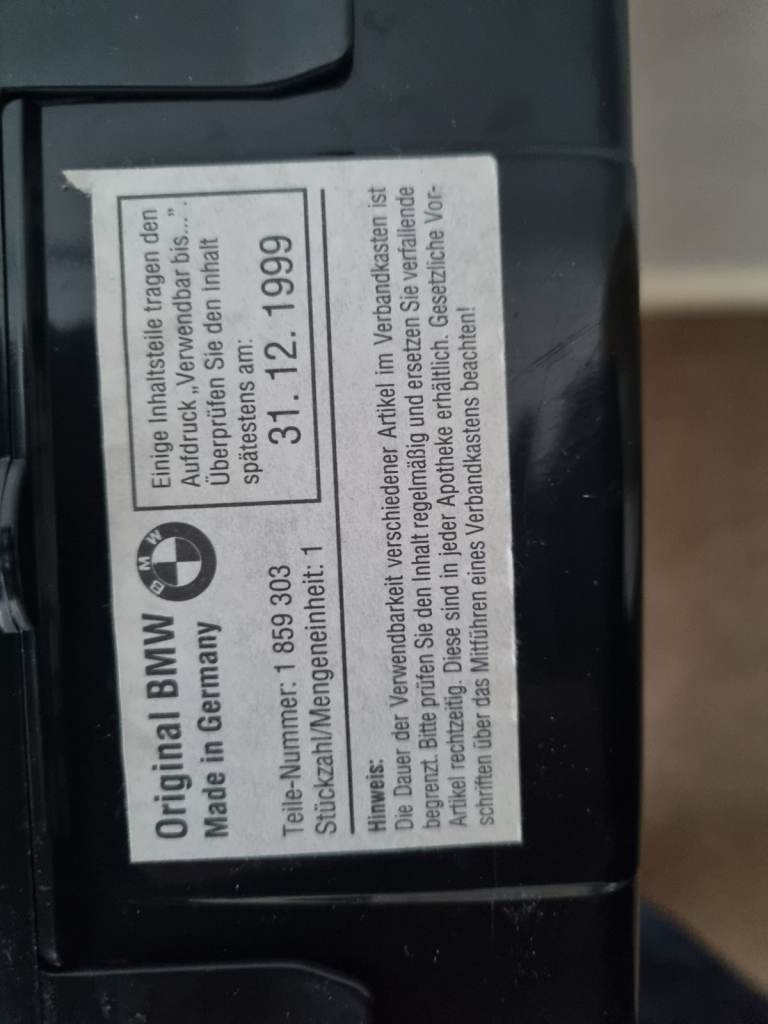 Original BMW
Made in Germany
BMW
Teile-Nummer: 1 859 303
Stückzahl/Mengeneinheit: 1
Einige Inhaltsteile tragen den
Aufdruck „Verwendbar bis...".
Überprüfen Sie den Inhalt
spätestens am:
31. 12. 1999
Hinweis:
Die Dauer der Verwendbarkeit verschiedener Artikel im Verbandkasten ist
begrenzt. Bitte prüfen Sie den Inhalt regelmäßig und ersetzen Sie verfallende
Artikel rechtzeitig. Diese sind in jeder Apotheke erhältlich. Gesetzliche Vor-
schriften über das Mitführen eines Verbandkastens beachten!